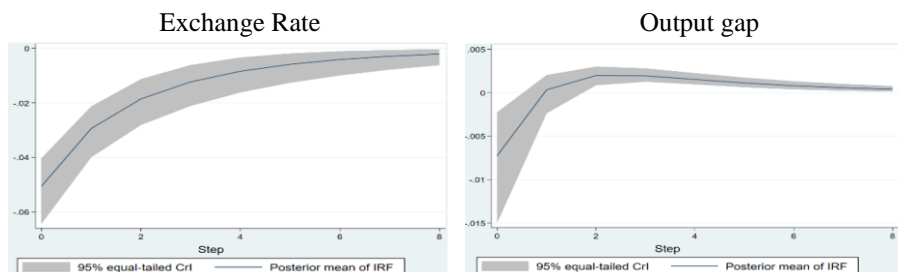 Exchange Rate
Output gap
0
-.02
-.04
-.06
0 2 4 6 8
Step
95% equal-tailed CrI Posterior mean of IRF
.005
0
-.005
-.01
-.015
0 2 4 6 8
Step
95% equal-tailed CrI Posterior mean of IRF